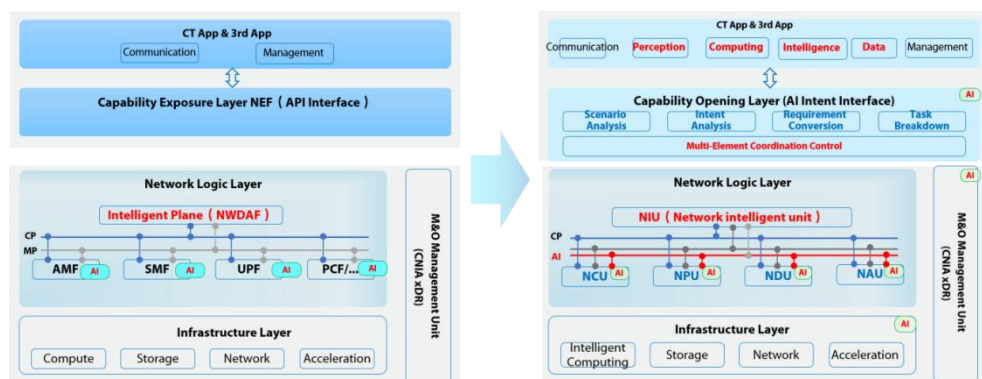 CT App & 3rd App
Communication
Management
Capability Exposure Layer NEF ( API Interface )
Network Logic Layer
Intelligent Plane ( NWDAF )
CP
MP
AMF AI
SMF AI
UPF AI
PCF/... AI
M&O Management Unit
(CNIA xDR)
Infrastructure Layer
Compute
Storage
Network
Acceleration
CT App & 3rd App
Communication
Perception
Computing
Intelligence
Data
Management
Capability Opening Layer (AI Intent Interface)
AI
Scenario
Analysis
Intent
Analysis
Requirement
Conversion
Task
Breakdown
Multi-Element Coordination Control
Network Logic Layer
NIU ( Network intelligent unit )
CP
AI
NCU AI
NPU AI
NDU AI
NAU AI
AI
M&O Management Unit
(CNIA xDR)
Infrastructure Layer
AI
Intelligent
Computing
Storage
Network
Acceleration